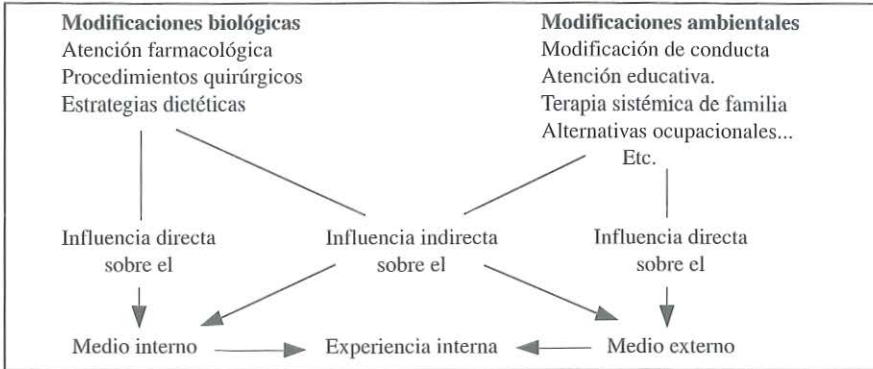 Modificaciones biológicas
Atención farmacológica
Procedimientos quirúrgicos
Estrategias dietéticas
Modificaciones ambientales
Modificación de conducta
Atención educativa.
Terapia sistémica de familia
Alternativas ocupacionales...
Etc.
Influencia directa
sobre el
Influencia indirecta
sobre el
Influencia directa
sobre el
Medio interno
Experiencia interna
Medio externo